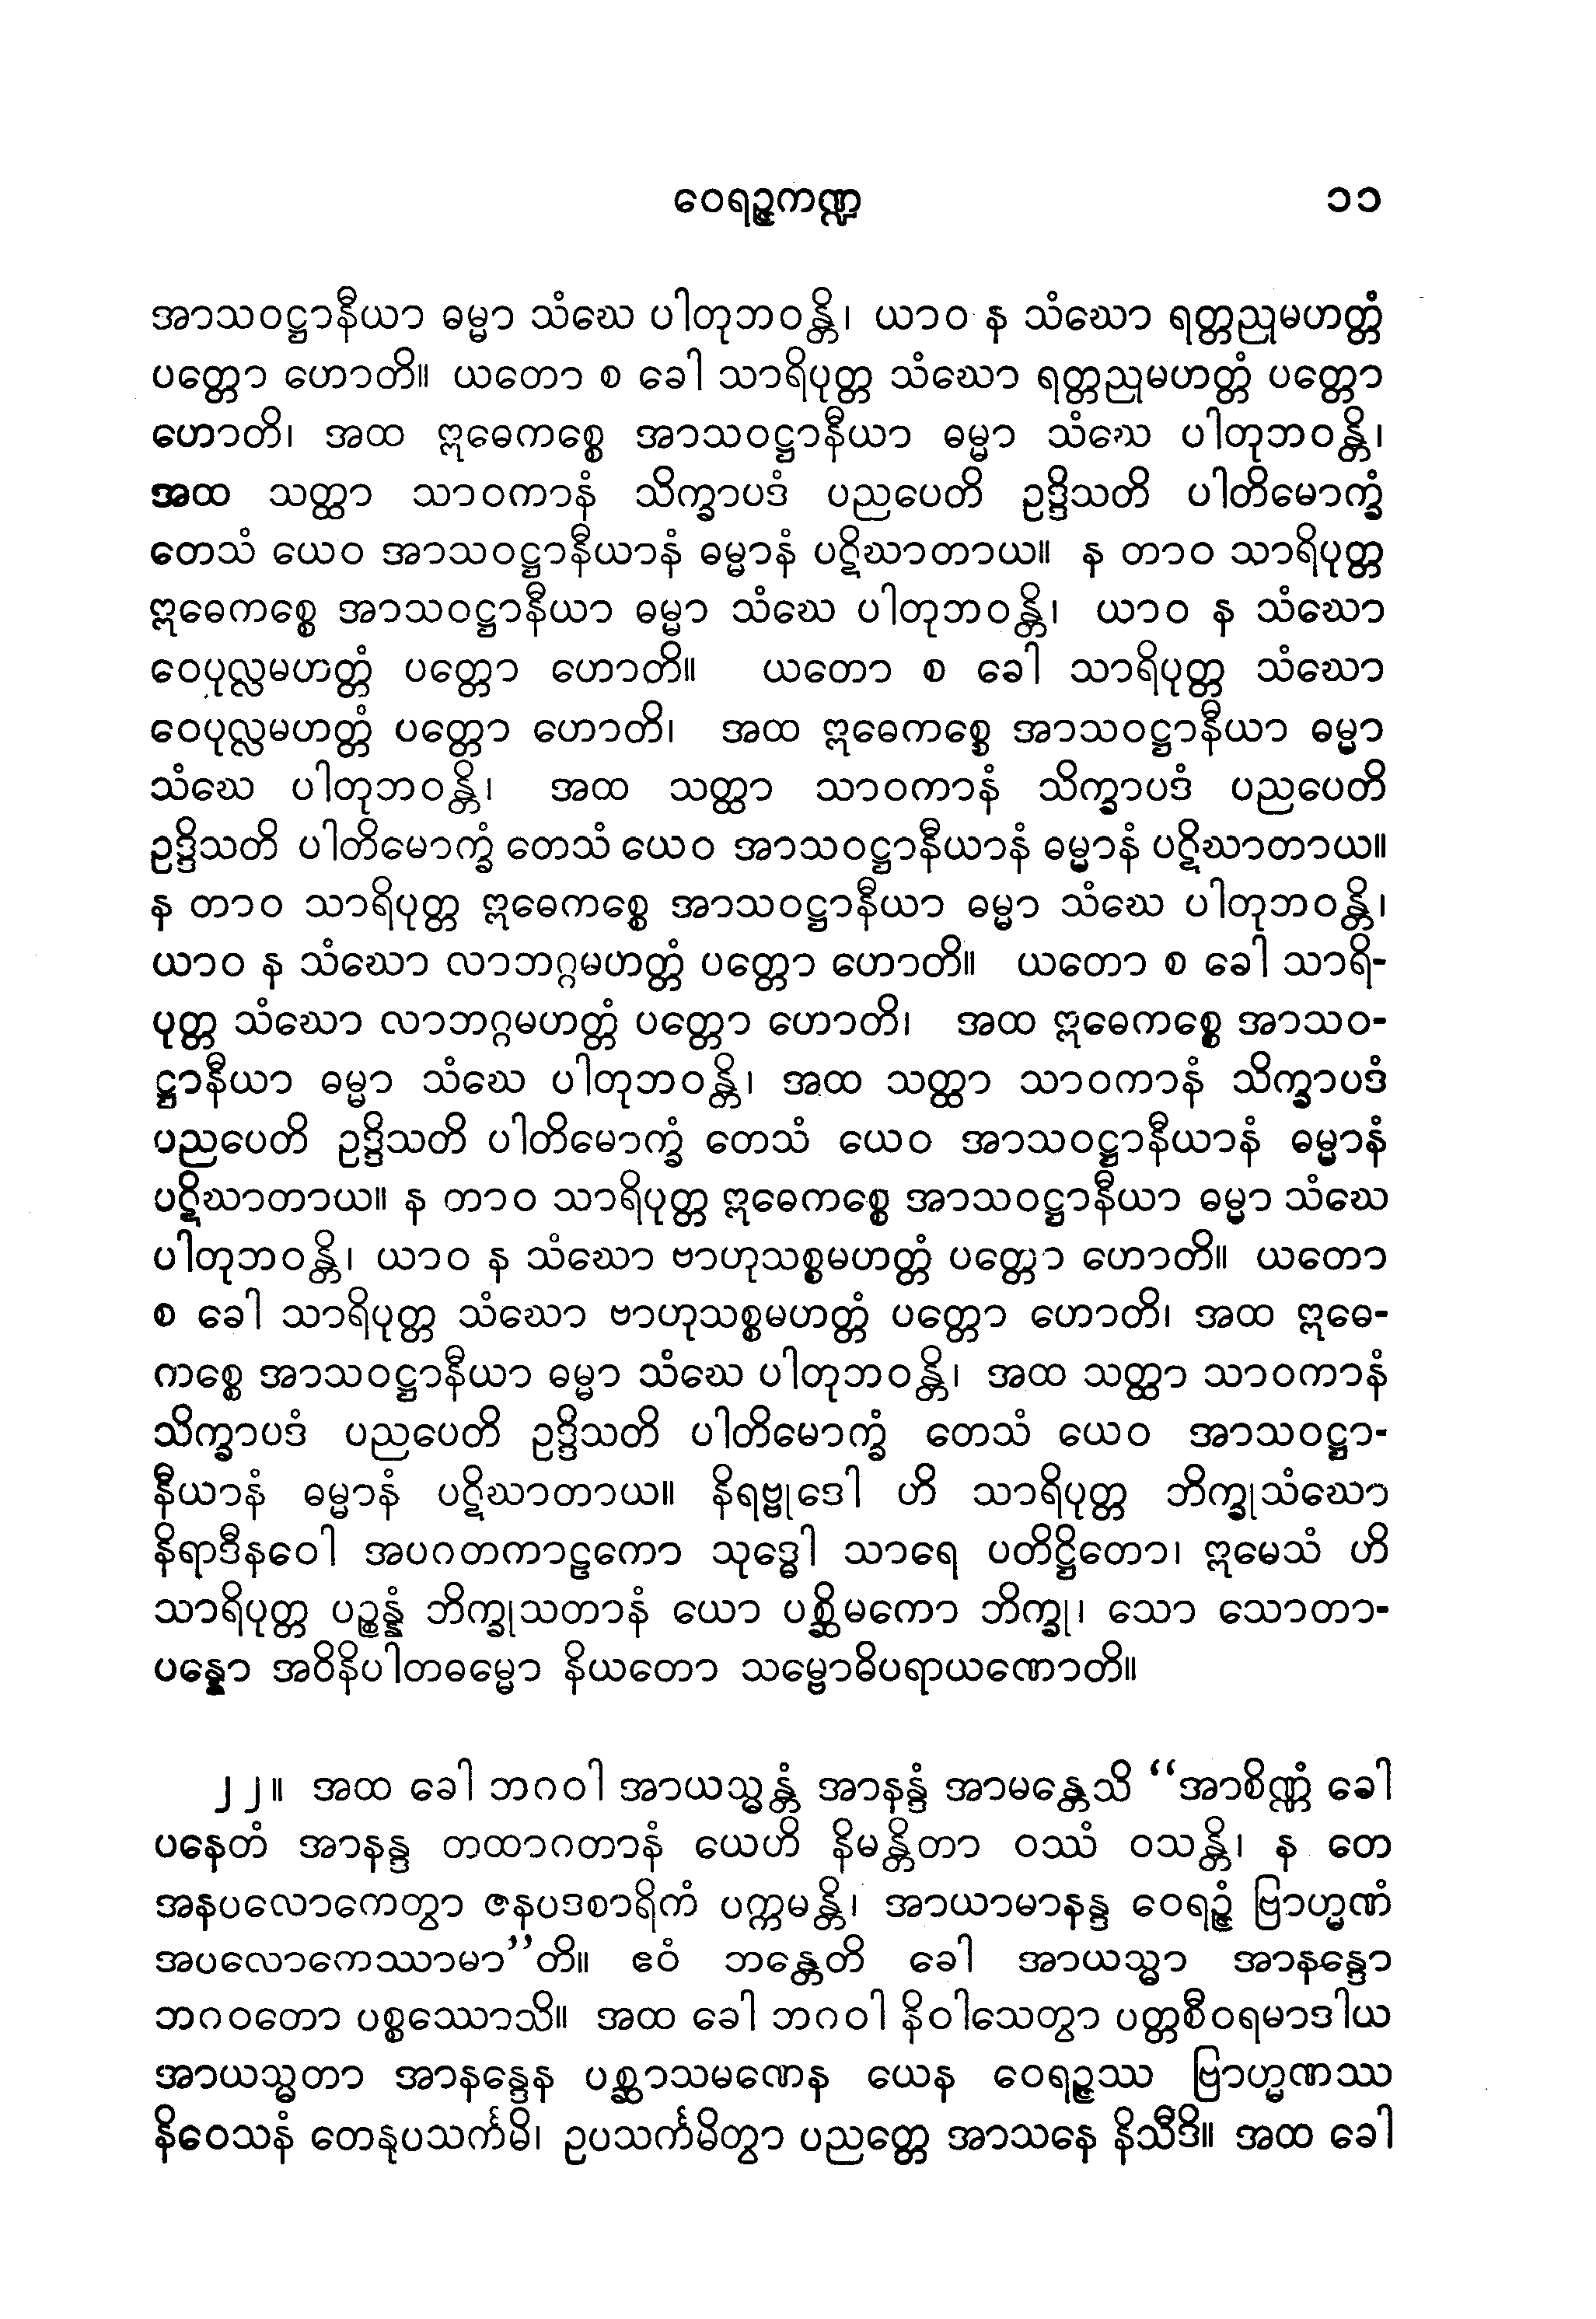 ဝေရဉ္ဇကဏ္ဍ ၁၁
အာသဝဋ္ဌာနီယာ ဓမ္မာ သံဃေ ပါတုဘဝန္တိ၊ ယာဝ န သံဃော ရတ္တညုမဟတ္တံ
ပတ္တော ဟောတိ။ ယတော စ ခေါ သာရိပုတ္တ သံဃော ရတ္တညုမဟတ္တံ ပတ္တော
ဟောတိ၊ အထ ဣဓေကစ္စေ အာသဝဋ္ဌာနီယာ ဓမ္မာ သံဃေ ပါတုဘဝန္တိ၊
အထ သတ္ထာ သာဝကာနံ သိက္ခာပဒံ ပညပေတိ ဥဒ္ဒိသတိ ပါတိမောက္ခံ
တေသံ ယေဝ အာသဝဋ္ဌာနီယာနံ ဓမ္မာနံ ပဋိဃာတာယ။ န တာဝ သာရိပုတ္တ
ဣဓေကစ္စေ အာသဝဋ္ဌာနီယာ ဓမ္မာ သံဃေ ပါတုဘဝန္တိ၊ ယာဝ န သံဃော
ဝေပုလ္လမဟတ္တံ ပတ္တော ဟောတိ။ ယတော စ ခေါ သာရိပုတ္တ သံဃော
ဝေပုလ္လမဟတ္တံ ပတ္တော ဟောတိ၊ အထ ဣဓေကစ္စေ အာသဝဋ္ဌာနီယာ ဓမ္မာ
သံဃေ ပါတုဘဝန္တိ၊ အထ သတ္ထာ သာဝကာနံ သိက္ခာပဒံ ပညပေတိ
ဥဒ္ဒိသတိ ပါတိမောက္ခံ တေသံ ယေဝ အာသဝဋ္ဌာနီယာနံ ဓမ္မာနံ ပဋိဃာတာယ။
န တာဝ သာရိပုတ္တ ဣဓေကစ္စေ အာသဝဋ္ဌာနီယာ ဓမ္မာ သံဃေ ပါတုဘဝန္တိ၊
ယာဝ န သံဃော လာဘဂ္ဂမဟတ္တံ ပတ္တော ဟောတိ။ ယတော စ ခေါ သာရိ-
ပုတ္တ သံဃော လာဘဂ္ဂမဟတ္တံ ပတ္တော ဟောတိ၊ အထ ဣဓေကစ္စေ အာသဝ-
ဋ္ဌာနီယာ ဓမ္မာ သံဃေ ပါတုဘဝန္တိ၊ အထ သတ္ထာ သာဝကာနံ သိက္ခာပဒံ
ပညပေတိ ဥဒ္ဒိသတိ ပါတိမောက္ခံ တေသံ ယေဝ အာသဝဋ္ဌာနီယာနံ ဓမ္မာနံ
ပဋိဃာတာယ။ န တာဝ သာရိပုတ္တ ဣဓေကစ္စေ အာသဝဋ္ဌာနီယာ ဓမ္မာ သံဃေ
ပါတုဘဝန္တိ၊ ယာဝ န သံဃော ဗာဟုသစ္စမဟတ္တံ ပတ္တော ဟောတိ။ ယတော
စ ခေါ သာရိပုတ္တ သံဃော ဗာဟုသစ္စမဟတ္တံ ပတ္တော ဟောတိ၊ အထ ဣဓေ-
ကစ္စေ အာသဝဋ္ဌာနီယာ ဓမ္မာ သံဃေ ပါတုဘဝန္တိ၊ အထ သတ္ထာ သာဝကာနံ
သိက္ခာပဒံ ပညပေတိ ဥဒ္ဒိသတိ ပါတိမောက္ခံ တေသံ ယေဝ အာသဝဋ္ဌာ-
နီယာနံ ဓမ္မာနံ ပဋိဃာတာယ။ နိရဗ္ဗုဒေါ ဟိ သာရိပုတ္တ ဘိက္ခုသံဃော
နိရာဒီနဝေါ အပဂတကာဠကော သုဒ္ဓေါ သာရေ ပတိဋ္ဌိတော၊ ဣမေသံ ဟိ
သာရိပုတ္တ ပဉ္စန္နံ ဘိက္ခုသတာနံ ယော ပစ္ဆိမကော ဘိက္ခု၊ သော သောတာ-
ပန္နော အဝိနိပါတဓမ္မော နိယတော သမ္ဗောဓိပရာယဏောတိ။
၂၂။ အထ ခေါ ဘဂဝါ အာယသ္မန္တံ အာနန္ဒံ အာမန္တေသိ “အာစိဏ္ဏံ ခေါ
ပနေတံ အာနန္ဒ တထာဂတာနံ ယေဟိ နိမန္တိတာ ဝဿံ ဝသန္တိ၊ န တေ
အနပလောကေတွာ ဇနပဒစာရိကံ ပက္ကမန္တိ၊ အာယာမာနန္ဒ ဝေရဉ္ဇံ ဗြာဟ္မဏံ
အပလောကေဿာမာ”တိ။ ဧဝံ ဘန္တေတိ ခေါ အာယသ္မာ အာနန္ဒော
ဘဂဝတော ပစ္စဿောသိ။ အထ ခေါ ဘဂဝါ နိဝါသေတွာ ပတ္တစီဝရမာဒါယ
အာယသ္မတာ အာနန္ဒေန ပစ္ဆာသမဏေန ယေန ဝေရဉ္ဇဿ ဗြာဟ္မဏဿ
နိဝေသနံ တေနုပသင်္ကမိ၊ ဥပသင်္ကမိတွာ ပညတ္တေ အာသနေ နိသီဒိ။ အထ ခေါ